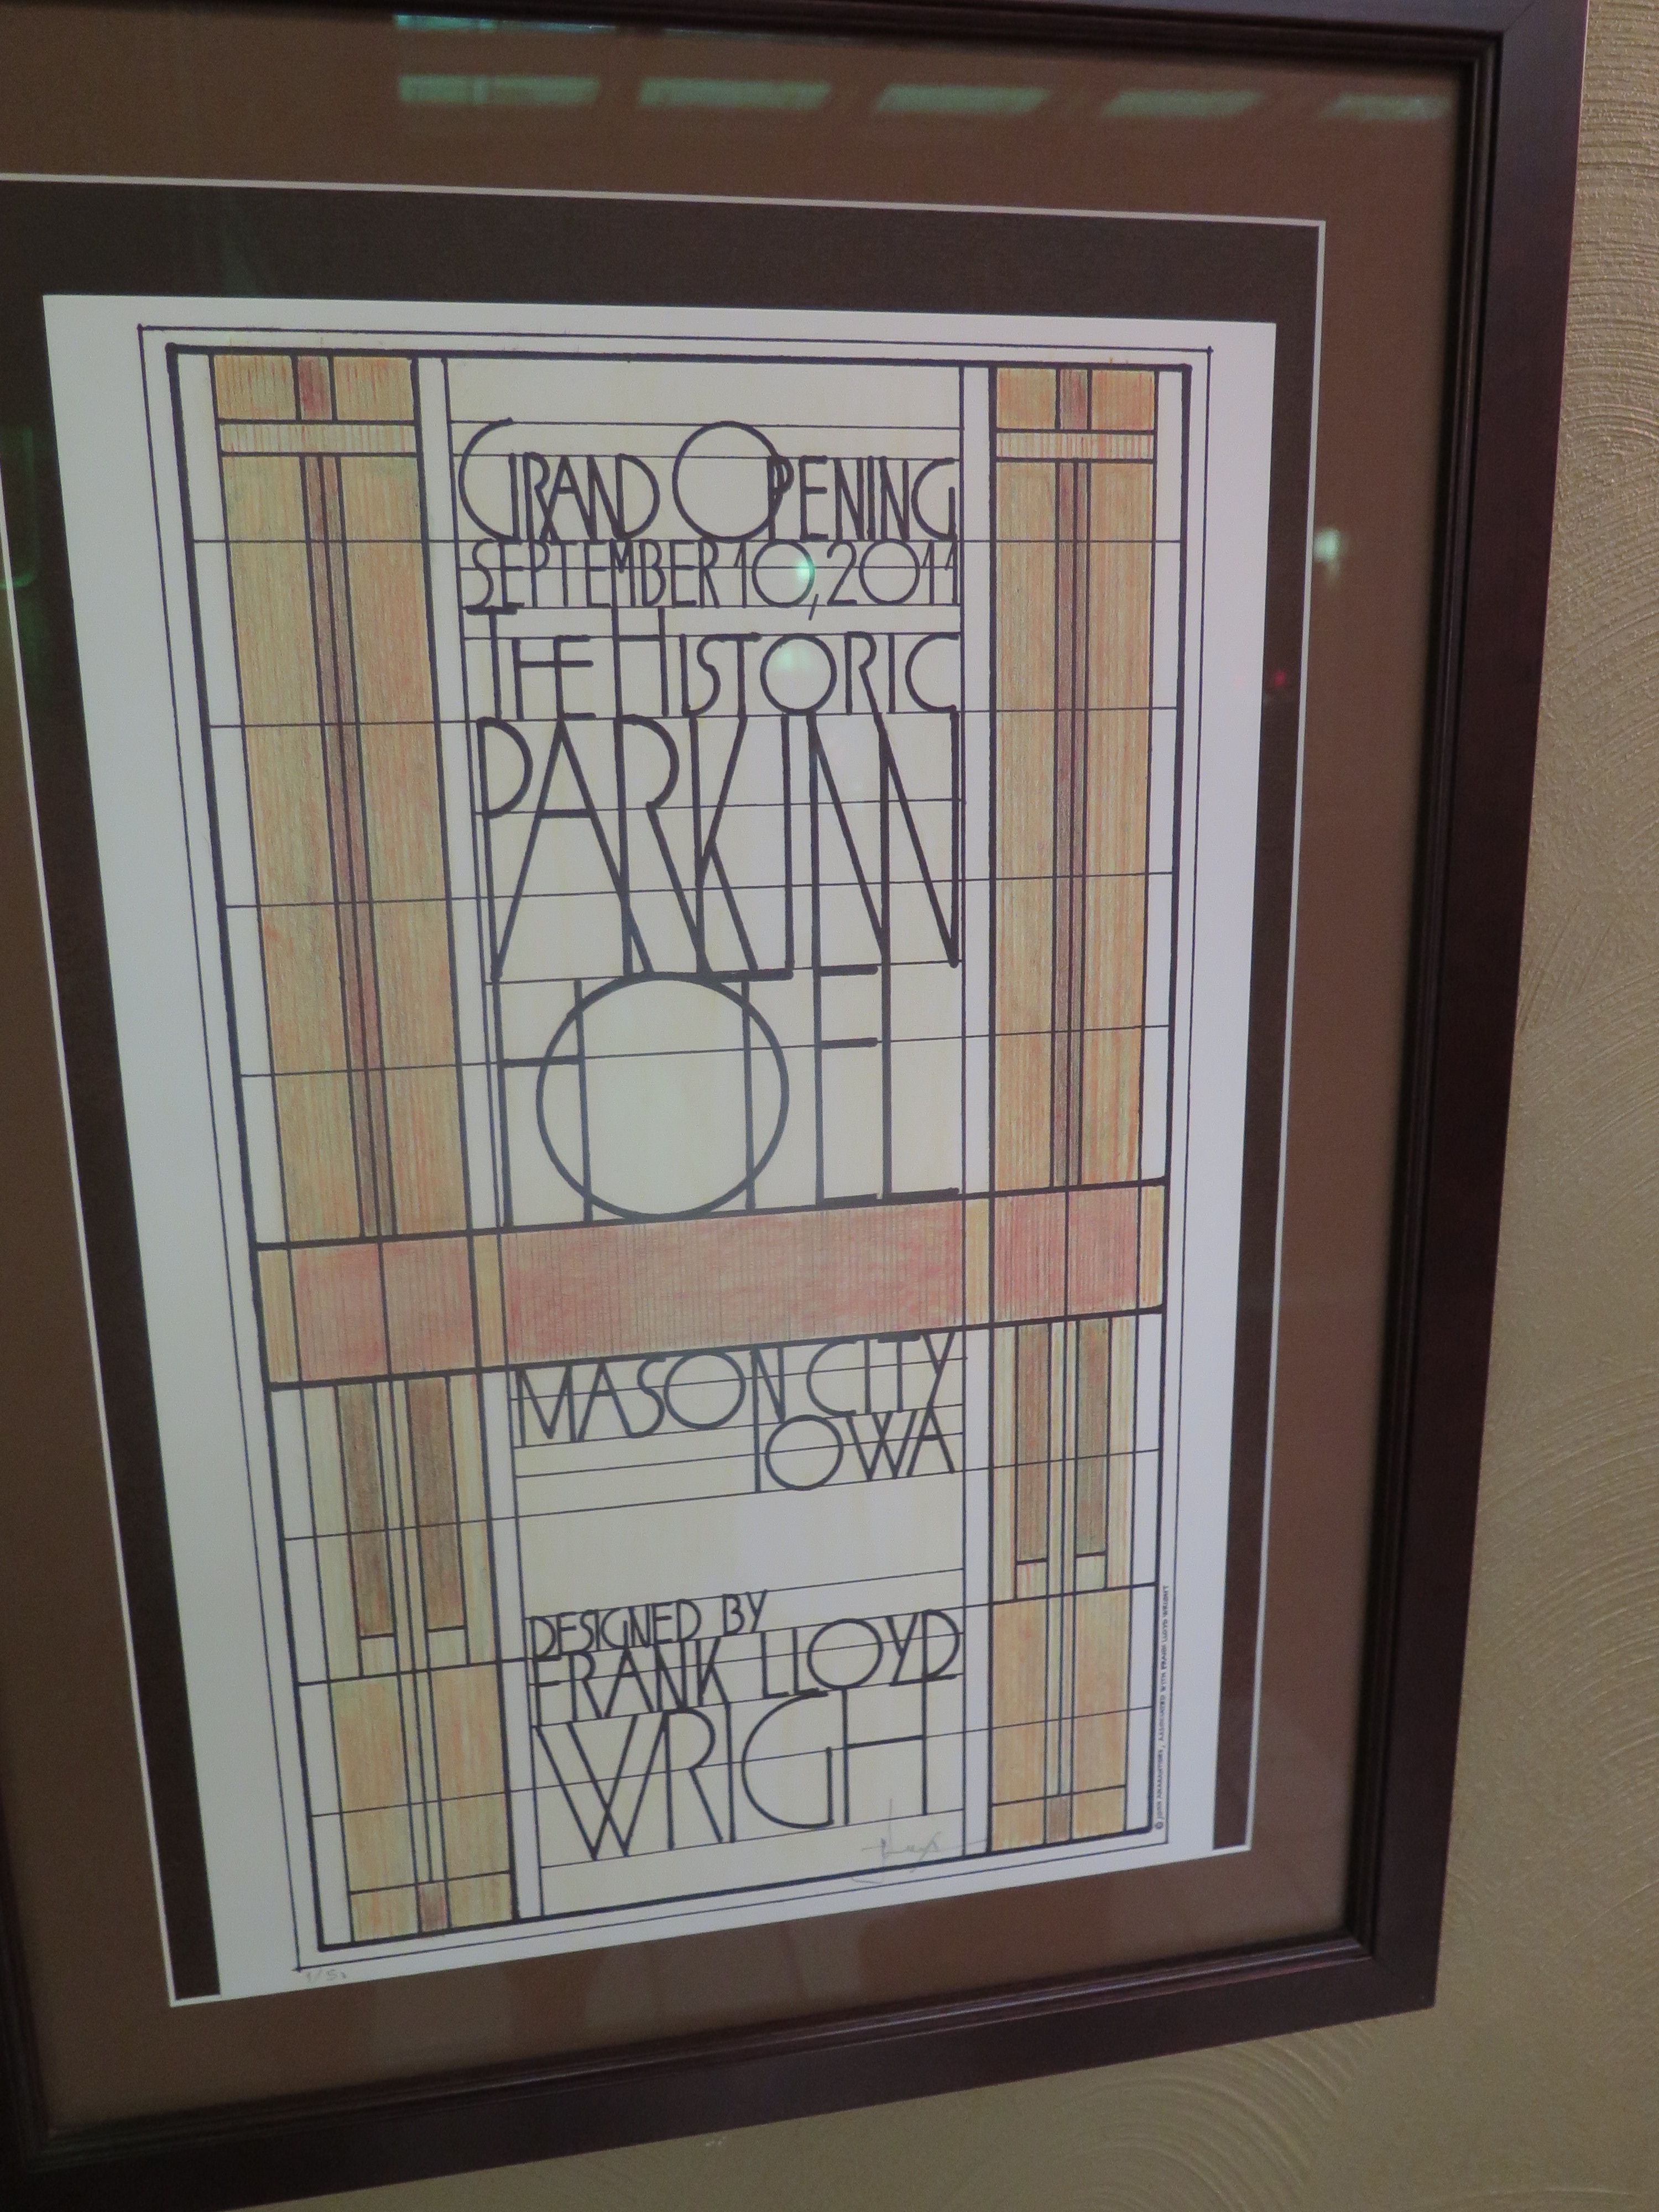 GRAND OPENING
SEPTEMBER 10, 2011
THE HISTORIC
PARK INN
HOTEL
MASON CITY
IOWA
DESIGNED BY
FRANK LLOYD
WRIGHT